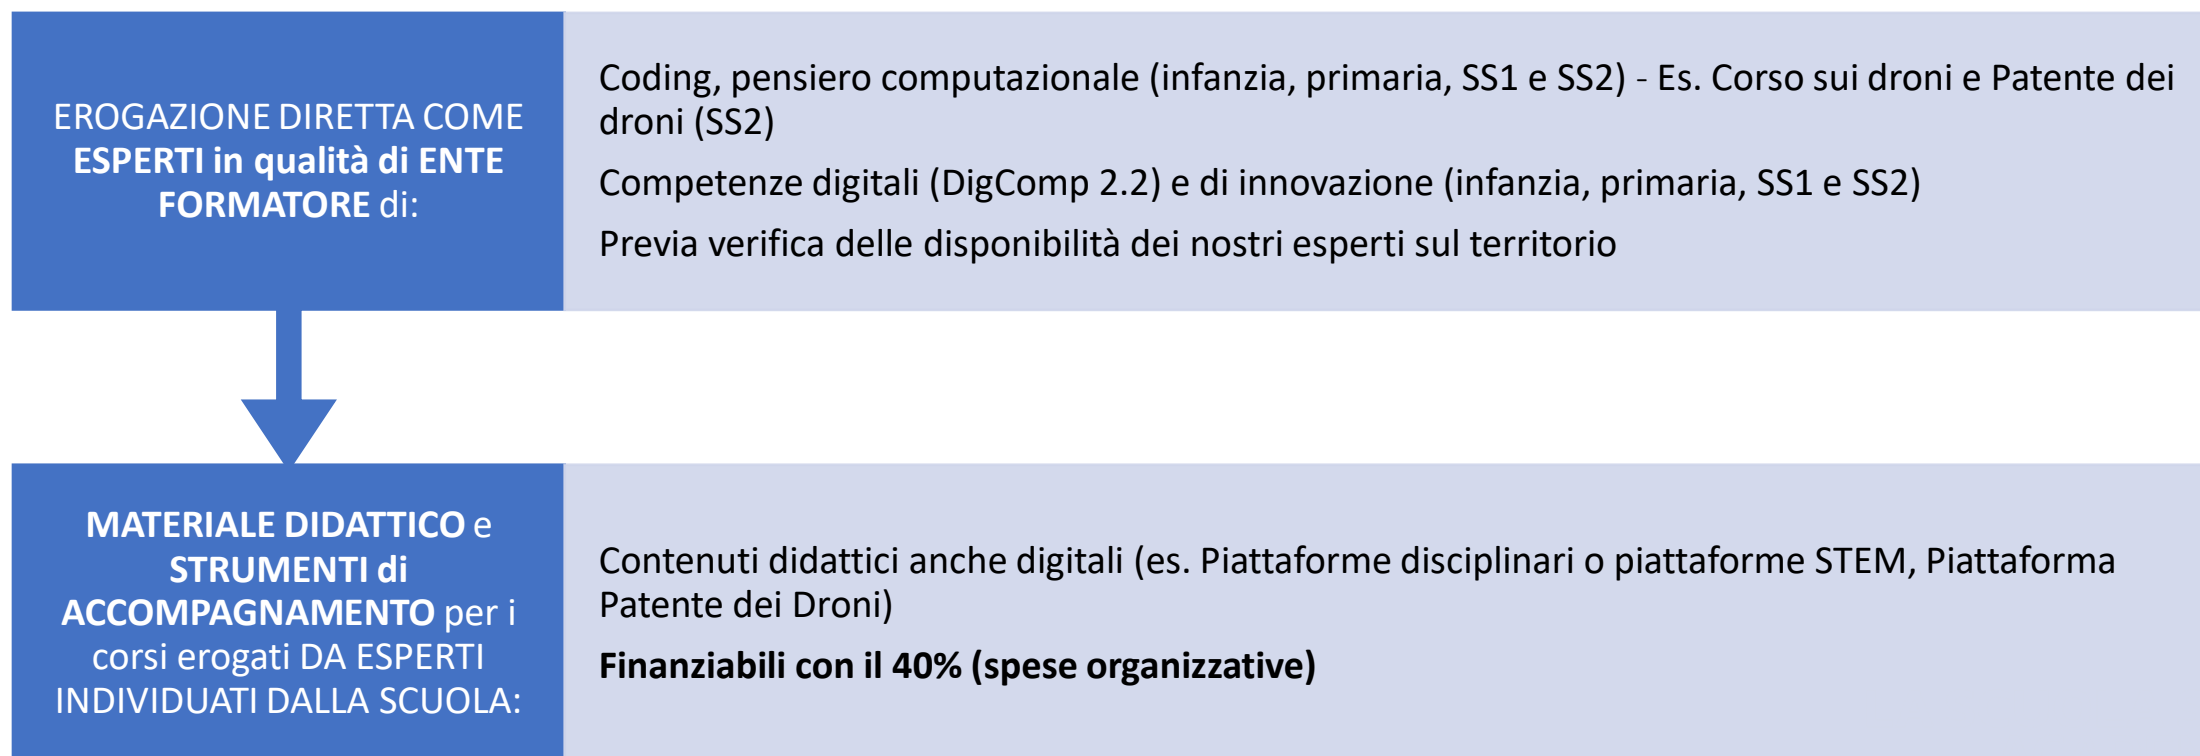 EROGAZIONE DIRETTA COME
ESPERTI in qualità di ENTE
FORMATORE di:
Coding, pensiero computazionale (infanzia, primaria, SS1 e SS2) - Es. Corso sui droni e Patente dei
droni (SS2)
Competenze digitali (DigComp 2.2) e di innovazione (infanzia, primaria, SS1 e SS2)
Previa verifica delle disponibilità dei nostri esperti sul territorio
MATERIALE DIDATTICO e
STRUMENTI di
ACCOMPAGNAMENTO per i
corsi erogati DA ESPERTI
INDIVIDUATI DALLA SCUOLA:
Contenuti didattici anche digitali (es. Piattaforme disciplinari o piattaforme STEM, Piattaforma
Patente dei Droni)
Finanziabili con il 40% (spese organizzative)